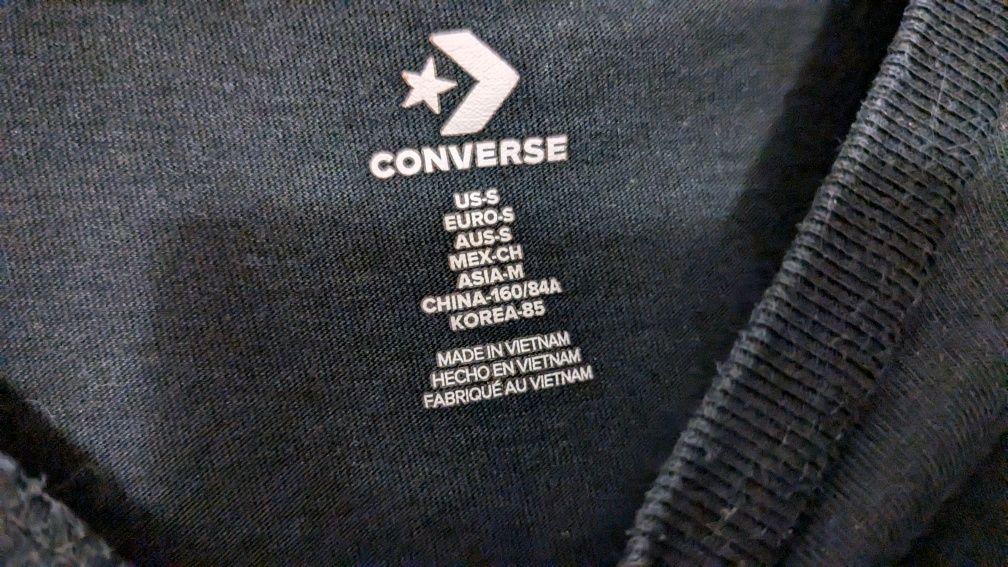 CONVERSE
US-S
EURO-S
AUS-S
MEX-CH
ASIA-M
CHINA-160/84A
KOREA-85
MADE IN VIETNAM
HECHO EN VIETNAM
FABRIQUÉ AU VIETNAM